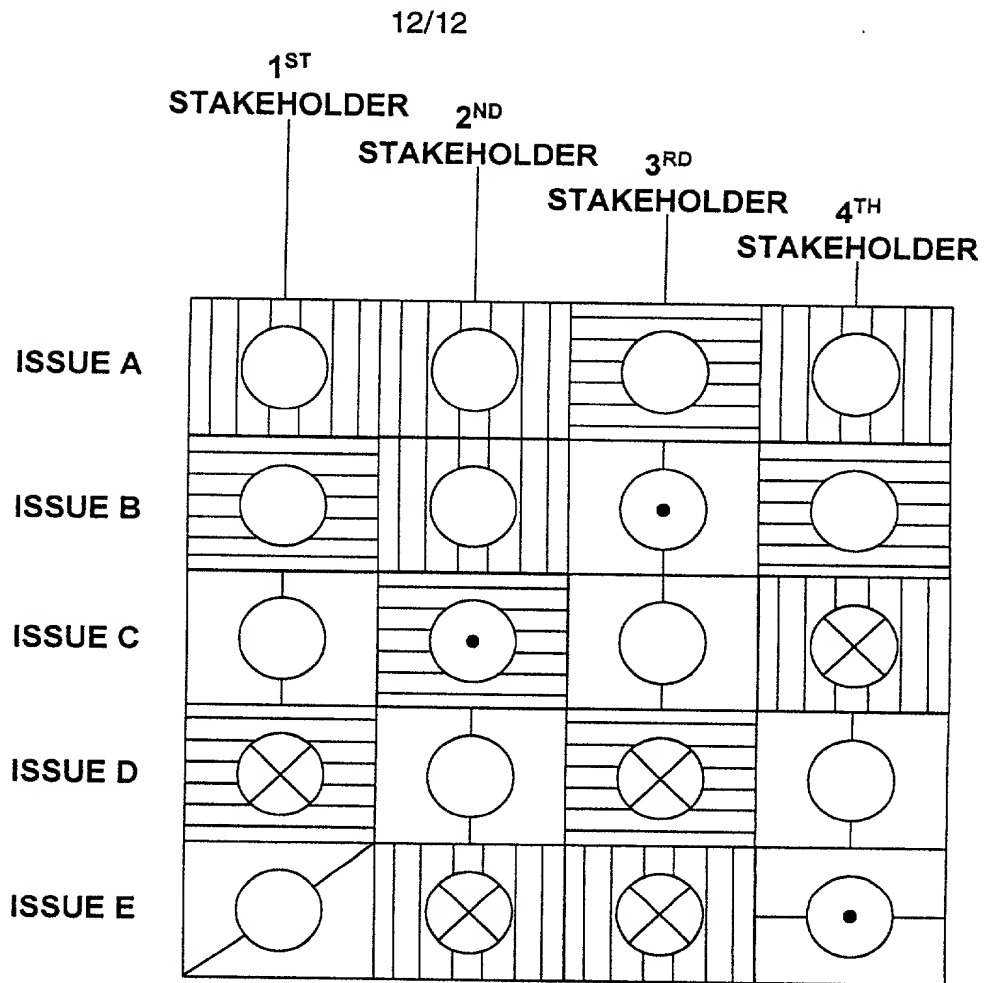 12/12
1ST
STAKEHOLDER
2ND
STAKEHOLDER
3RD
STAKEHOLDER
4TH
STAKEHOLDER
ISSUE A
ISSUE B
ISSUE C
ISSUE D
ISSUE E